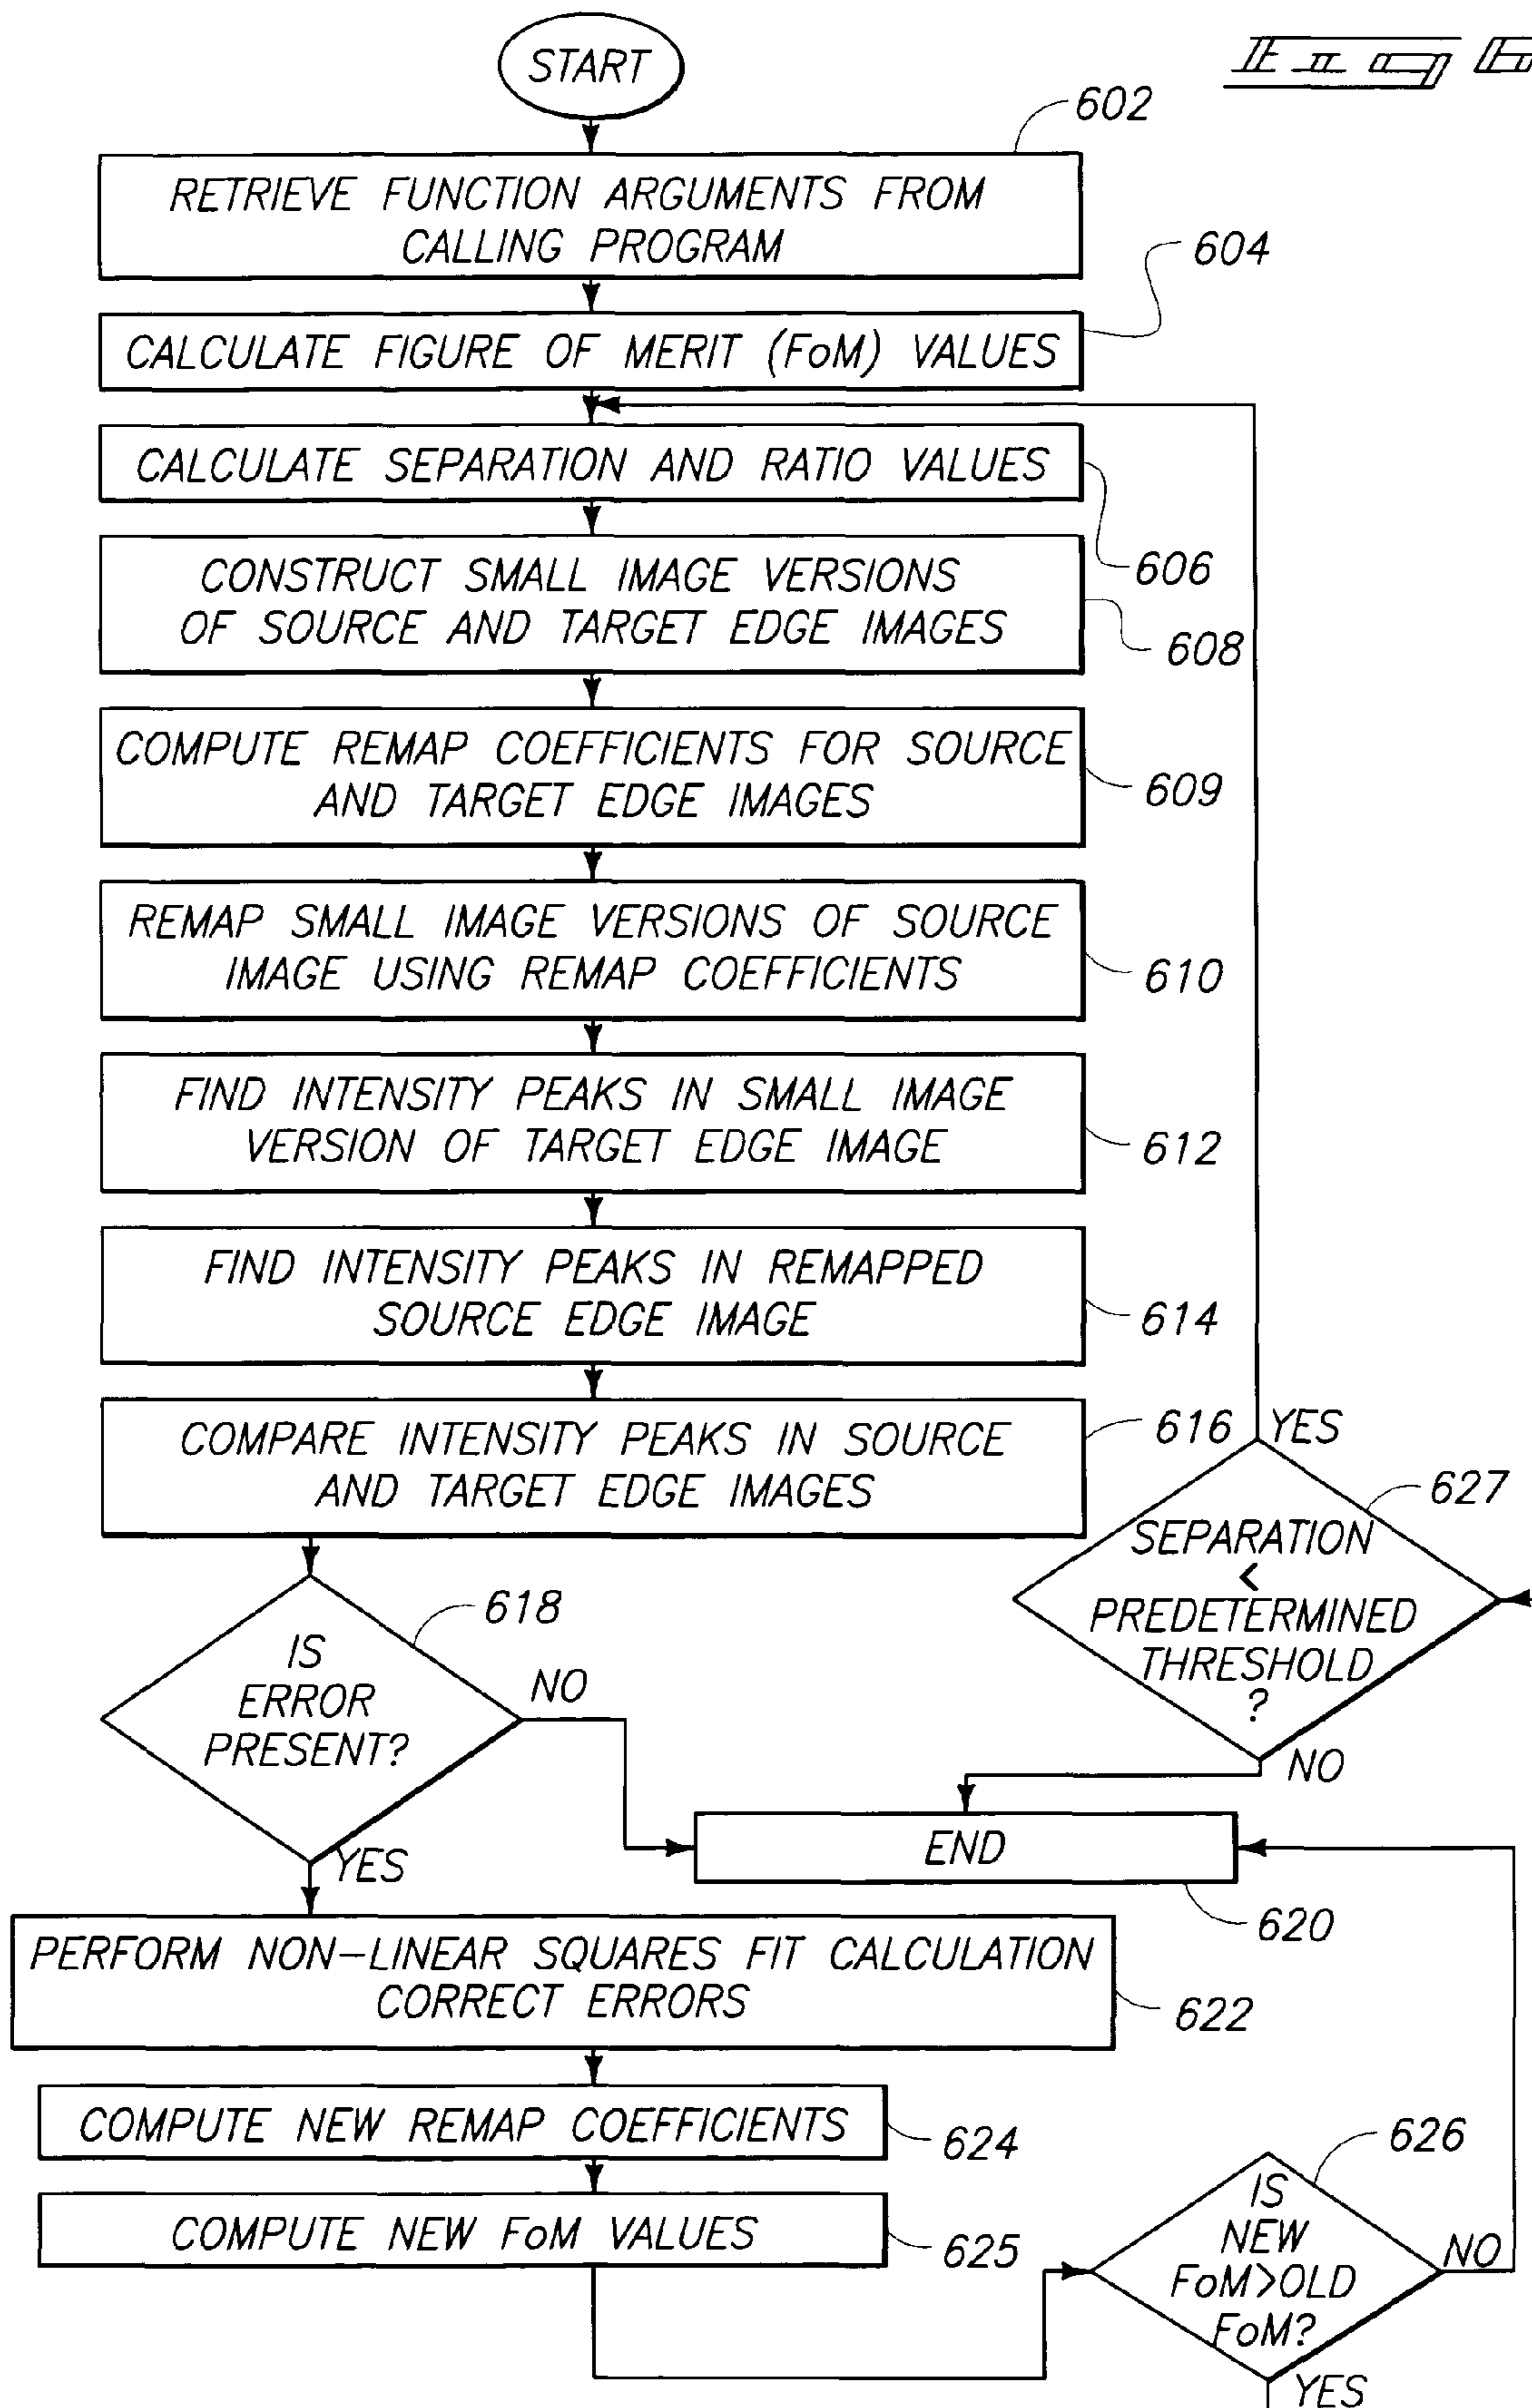 Fig 6
START
602
RETRIEVE FUNCTION ARGUMENTS FROM
CALLING PROGRAM
604
CALCULATE FIGURE OF MERIT (FoM) VALUES
CALCULATE SEPARATION AND RATIO VALUES
606
CONSTRUCT SMALL IMAGE VERSIONS
OF SOURCE AND TARGET EDGE IMAGES
608
COMPUTE REMAP COEFFICIENTS FOR SOURCE
AND TARGET EDGE IMAGES
609
REMAP SMALL IMAGE VERSIONS OF SOURCE
IMAGE USING REMAP COEFFICIENTS
610
FIND INTENSITY PEAKS IN SMALL IMAGE
VERSION OF TARGET EDGE IMAGE
612
FIND INTENSITY PEAKS IN REMAPPED
SOURCE EDGE IMAGE
614
COMPARE INTENSITY PEAKS IN SOURCE
AND TARGET EDGE IMAGES
616
YES
627
SEPARATION
<
PREDETERMINED
THRESHOLD
?
NO
618
IS
ERROR
PRESENT?
NO
YES
END
620
PERFORM NON-LINEAR SQUARES FIT CALCULATION
CORRECT ERRORS
622
COMPUTE NEW REMAP COEFFICIENTS
624
COMPUTE NEW FoM VALUES
625
626
IS
NEW
FoM>OLD
FoM?
NO
YES